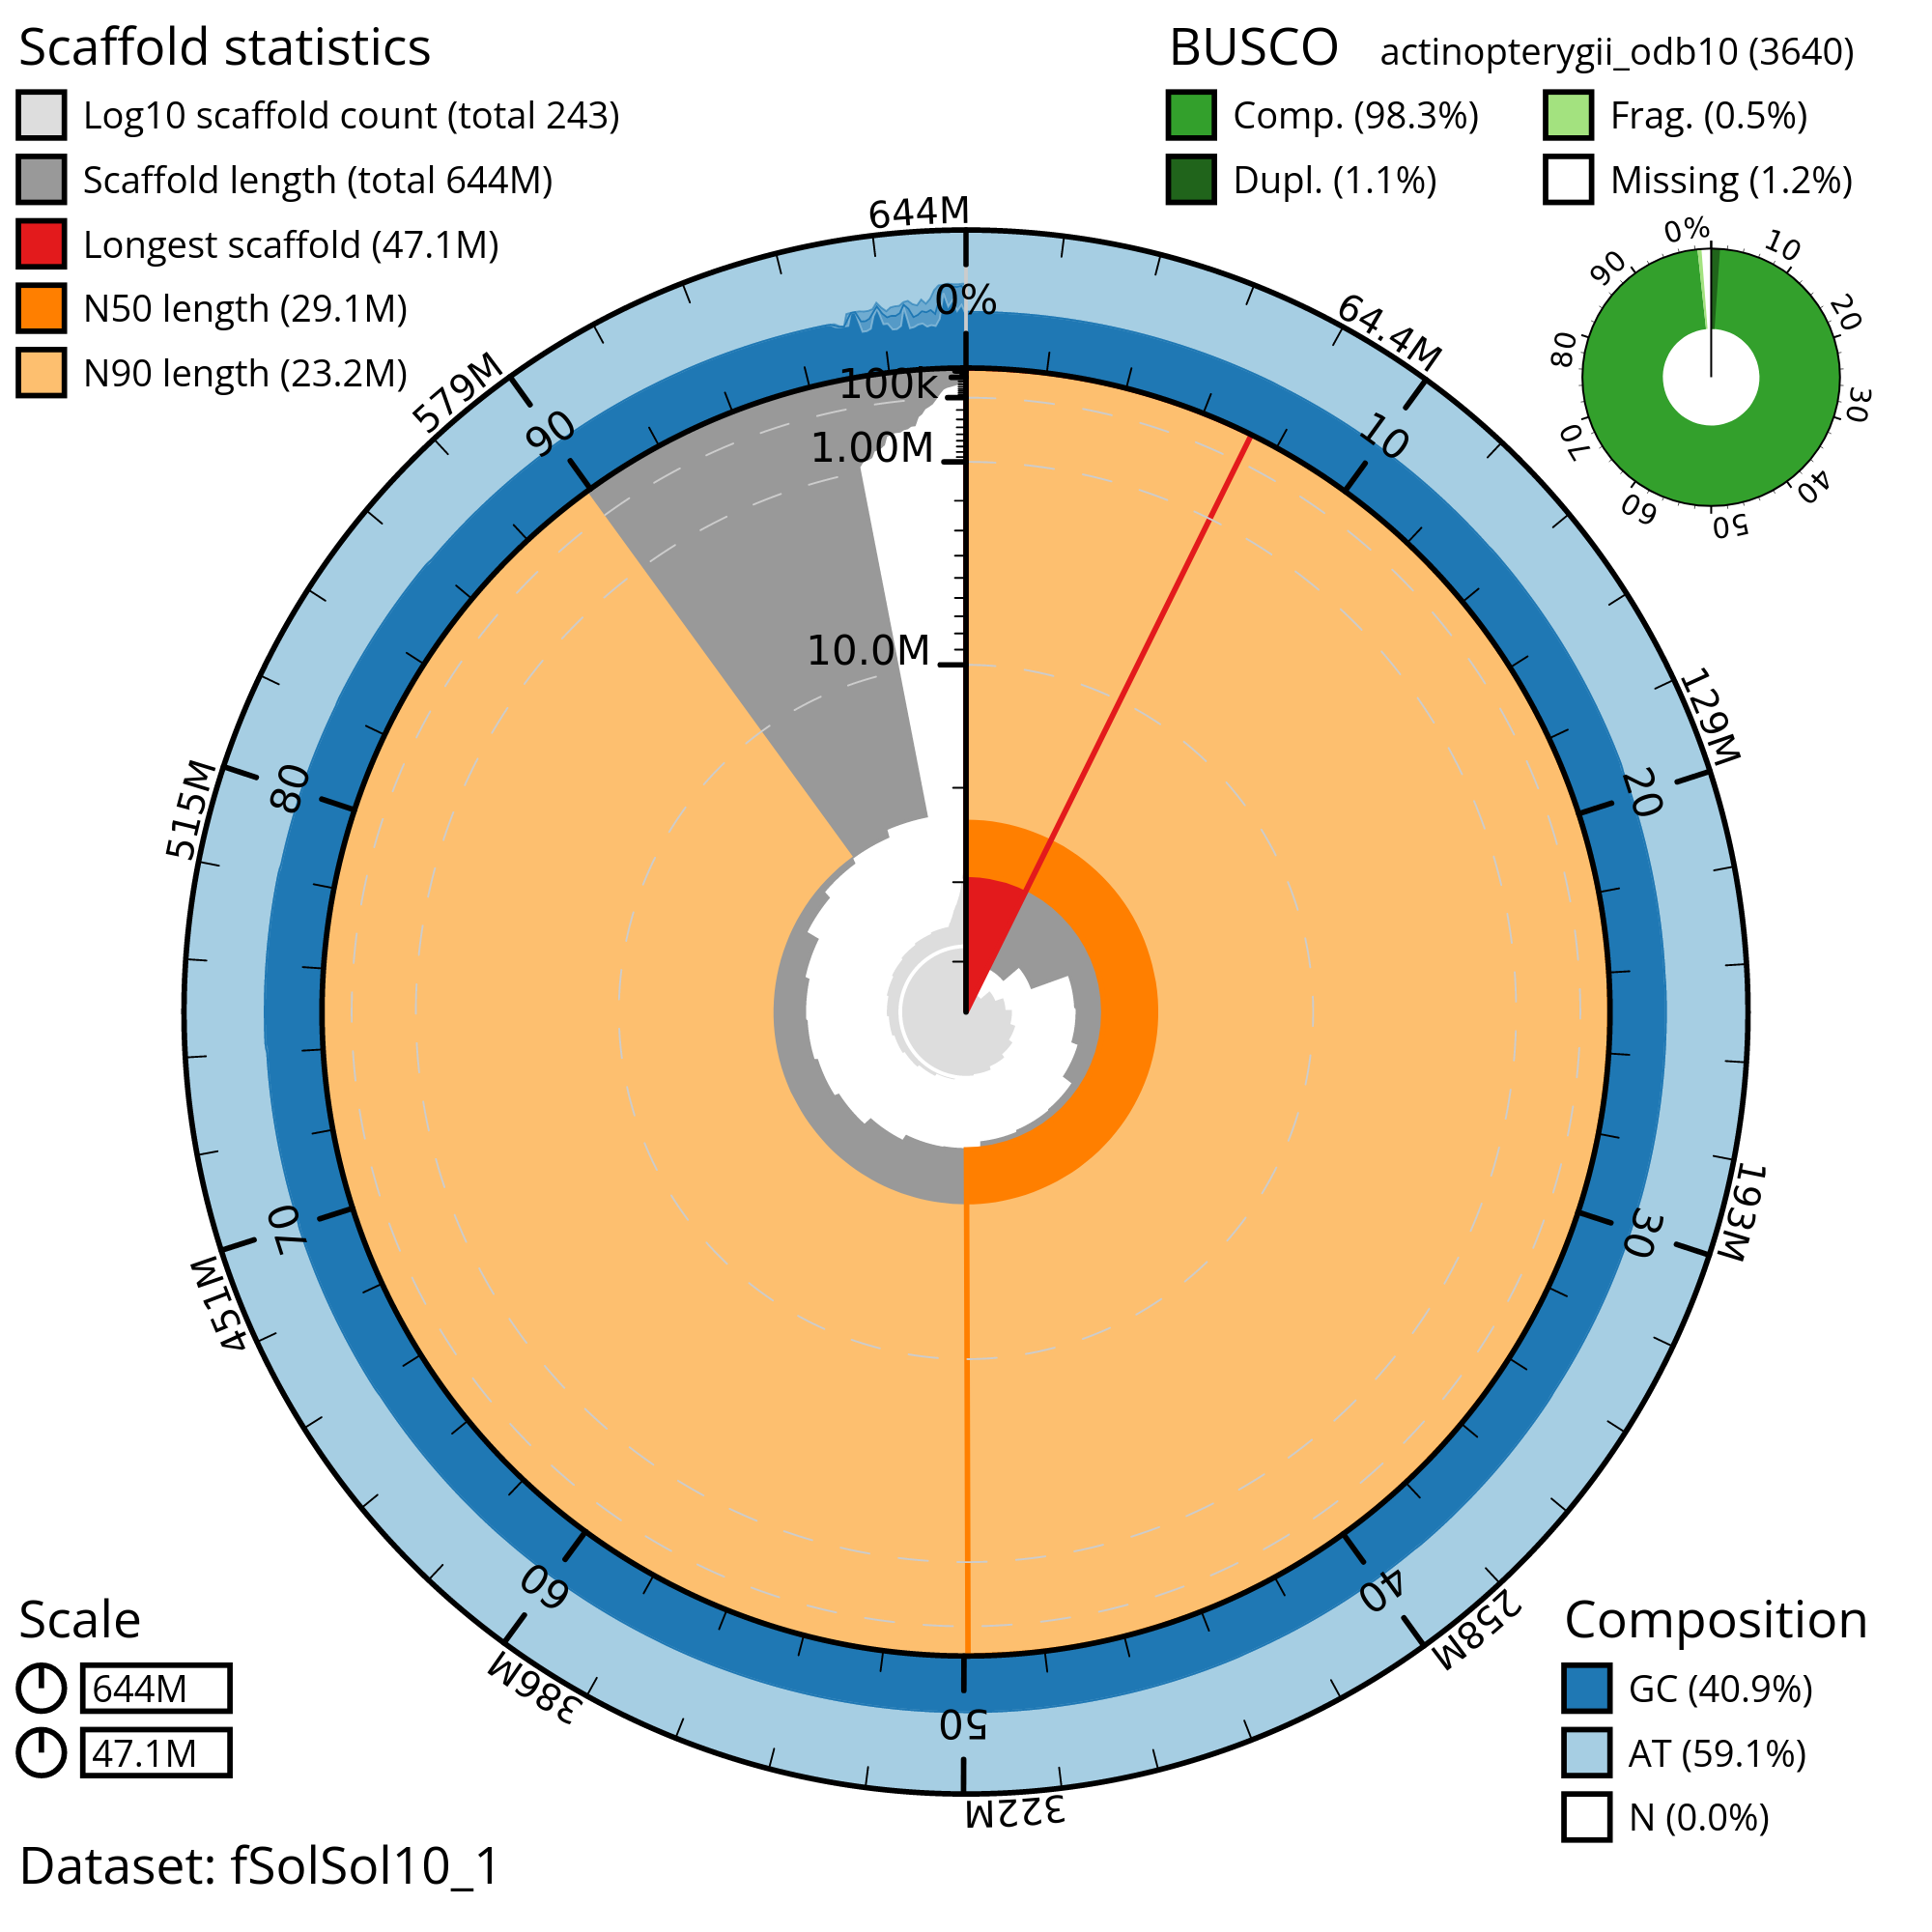 Scaffold statistics
Log10 scaffold count (total 243)
Scaffold length (total 644M)
Longest scaffold (47.1M)
N50 length (29.1M)
N90 length (23.2M)
BUSCO actinopterygii_odb10 (3640)
Comp. (98.3%) Frag. (0.5%)
Dupl. (1.1%) Missing (1.2%)
0%
10
20
30
40
50
60
70
80
90
644M
64.4M
129M
193M
258M
322M
386M
451M
515M
579M
0%
10
20
30
40
50
60
70
80
90
100k
1.00M
10.0M
Scale
644M
47.1M
Composition
GC (40.9%)
AT (59.1%)
N (0.0%)
Dataset: fSolSol10_1